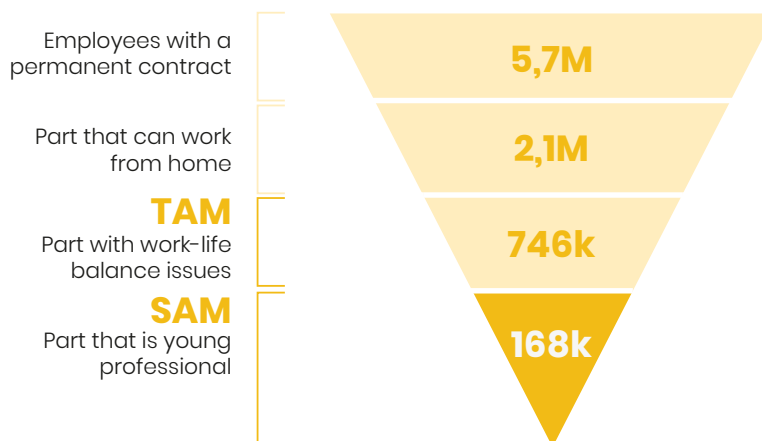 Employees with a
permanent contract
5,7M
Part that can work
from home
2,1M
TAM
Part with work-life
balance issues
746k
SAM
Part that is young
professional
168k